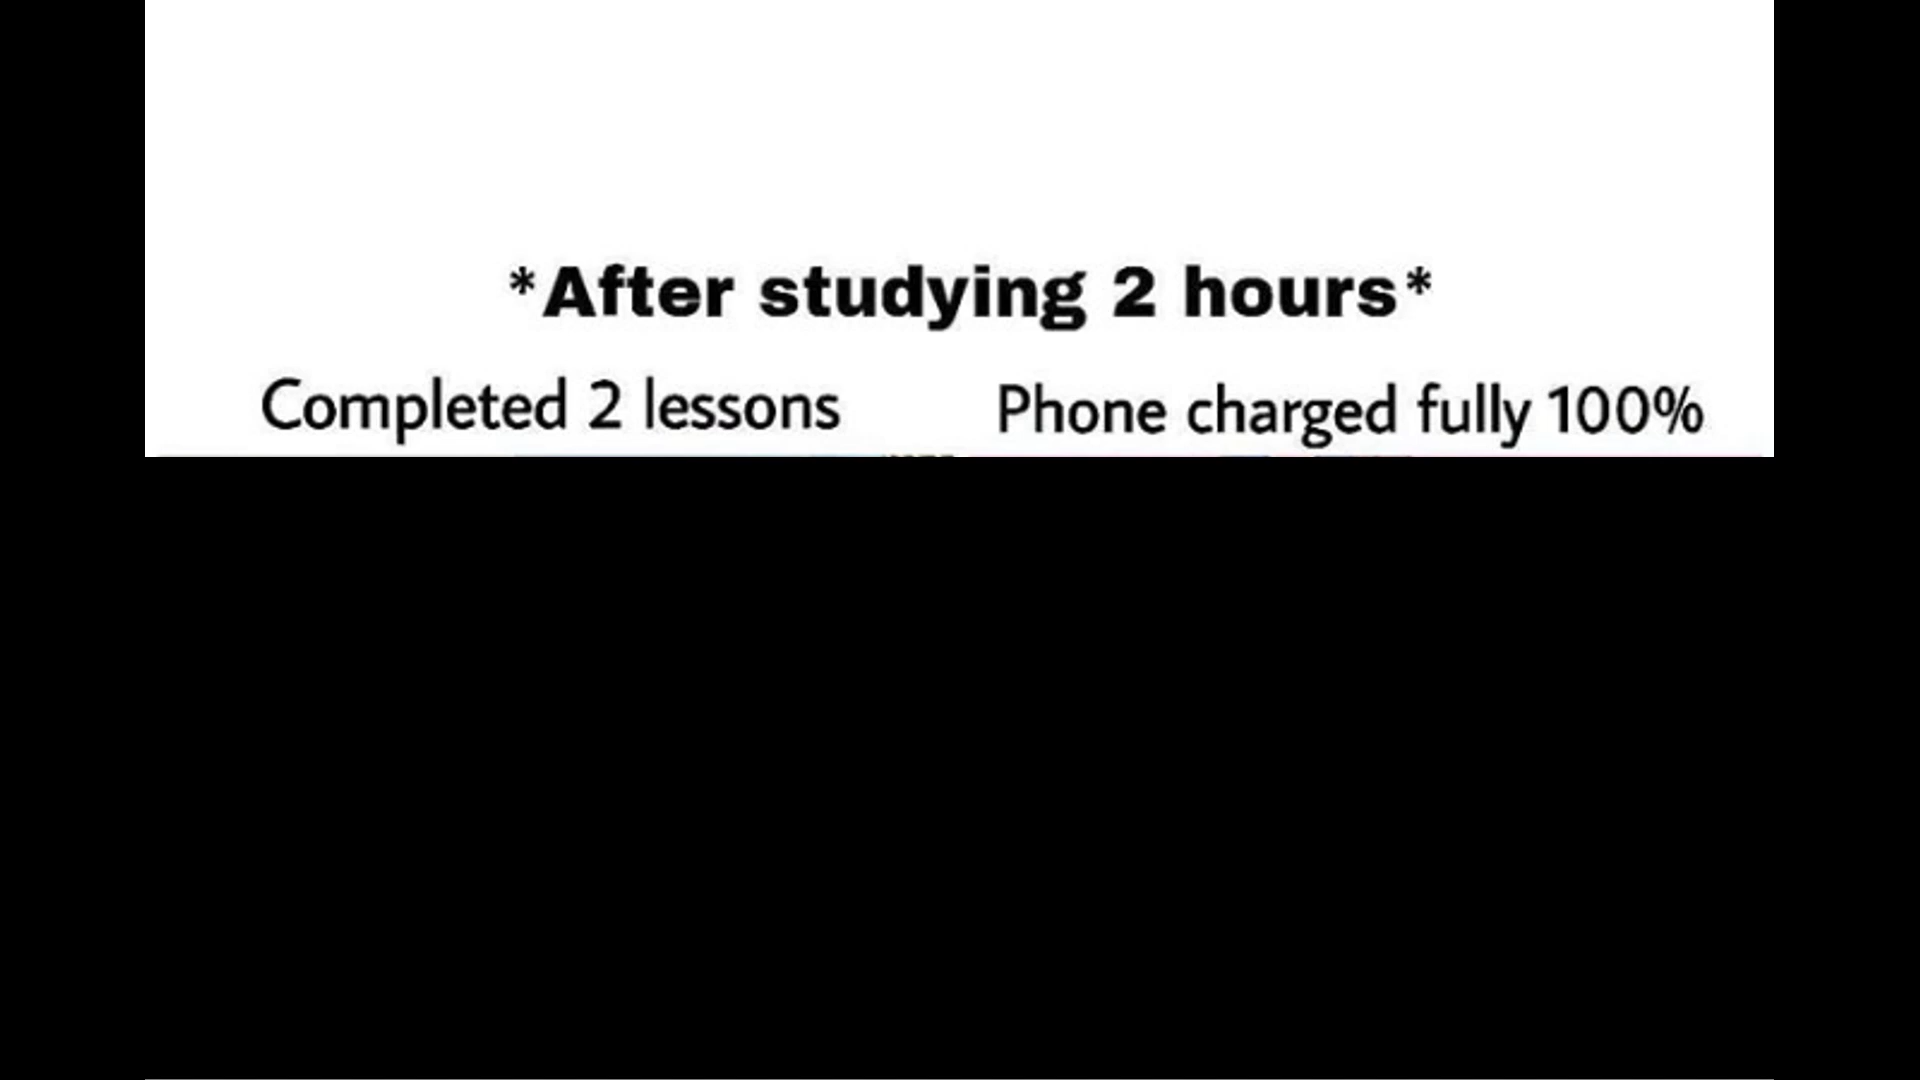 *After studying 2 hours*
Completed 2 lessons Phone charged fully 100%